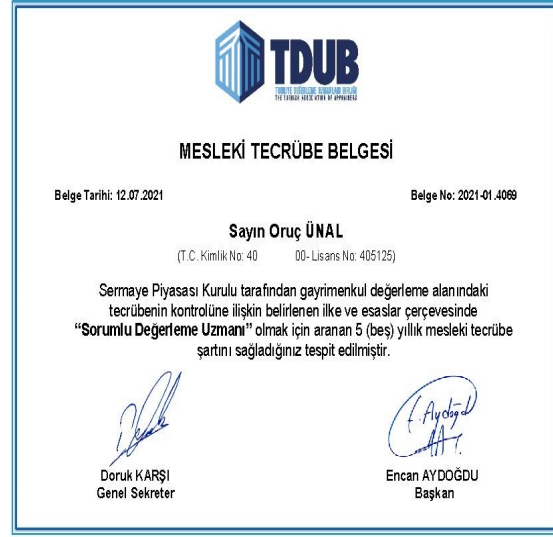 TDUB
TÜRKİYE DEĞERLEME UZMANLARI BİRLİĞİ
THE TURKISH ASSOCIATION OF APPRAISERS
MESLEKİ TECRÜBE BELGESİ
Belge Tarihi: 12.07.2021 Belge No: 2021-01.4069
Sayın Oruç ÜNAL
(T.C. Kimlik No: 40 00- Lisans No: 405125)
Sermaye Piyasası Kurulu tarafından gayrimenkul değerleme alanındaki
tecrübenin kontrolüne ilişkin belirlenen ilke ve esaslar çerçevesinde
“Sorumlu Değerleme Uzmanı” olmak için aranan 5 (beş) yıllık mesleki tecrübe
şartını sağladığınız tespit edilmiştir.
Doruk KARŞI Encan AYDOĞDU
Genel Sekreter Başkan